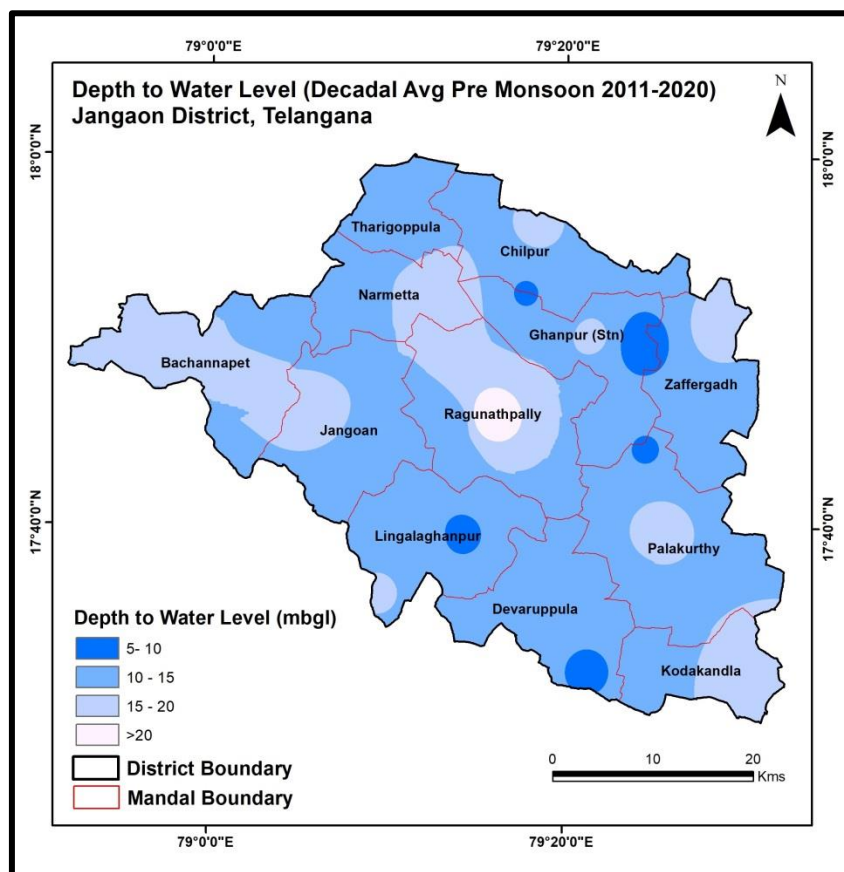 79°0'0"E
79°20'0"E
Depth to Water Level (Decadal Avg Pre Monsoon 2011-2020)
Jangaon District, Telangana
N
18°0'0"N
18°0'0"N
Tharigoppula
Chilpur
Narmetta
Ghanpur (Stn)
Bachannapet
Zaffergadh
Ragunathpally
Jangoan
17°40'0"N
17°40'0"N
Lingalaghanpur
Palakurthy
Devaruppula
Kodakandla
Depth to Water Level (mbgl)
5- 10
10 - 15
15 - 20
>20
District Boundary
Mandal Boundary
0 10 20
Kms
79°0'0"E
79°20'0"E